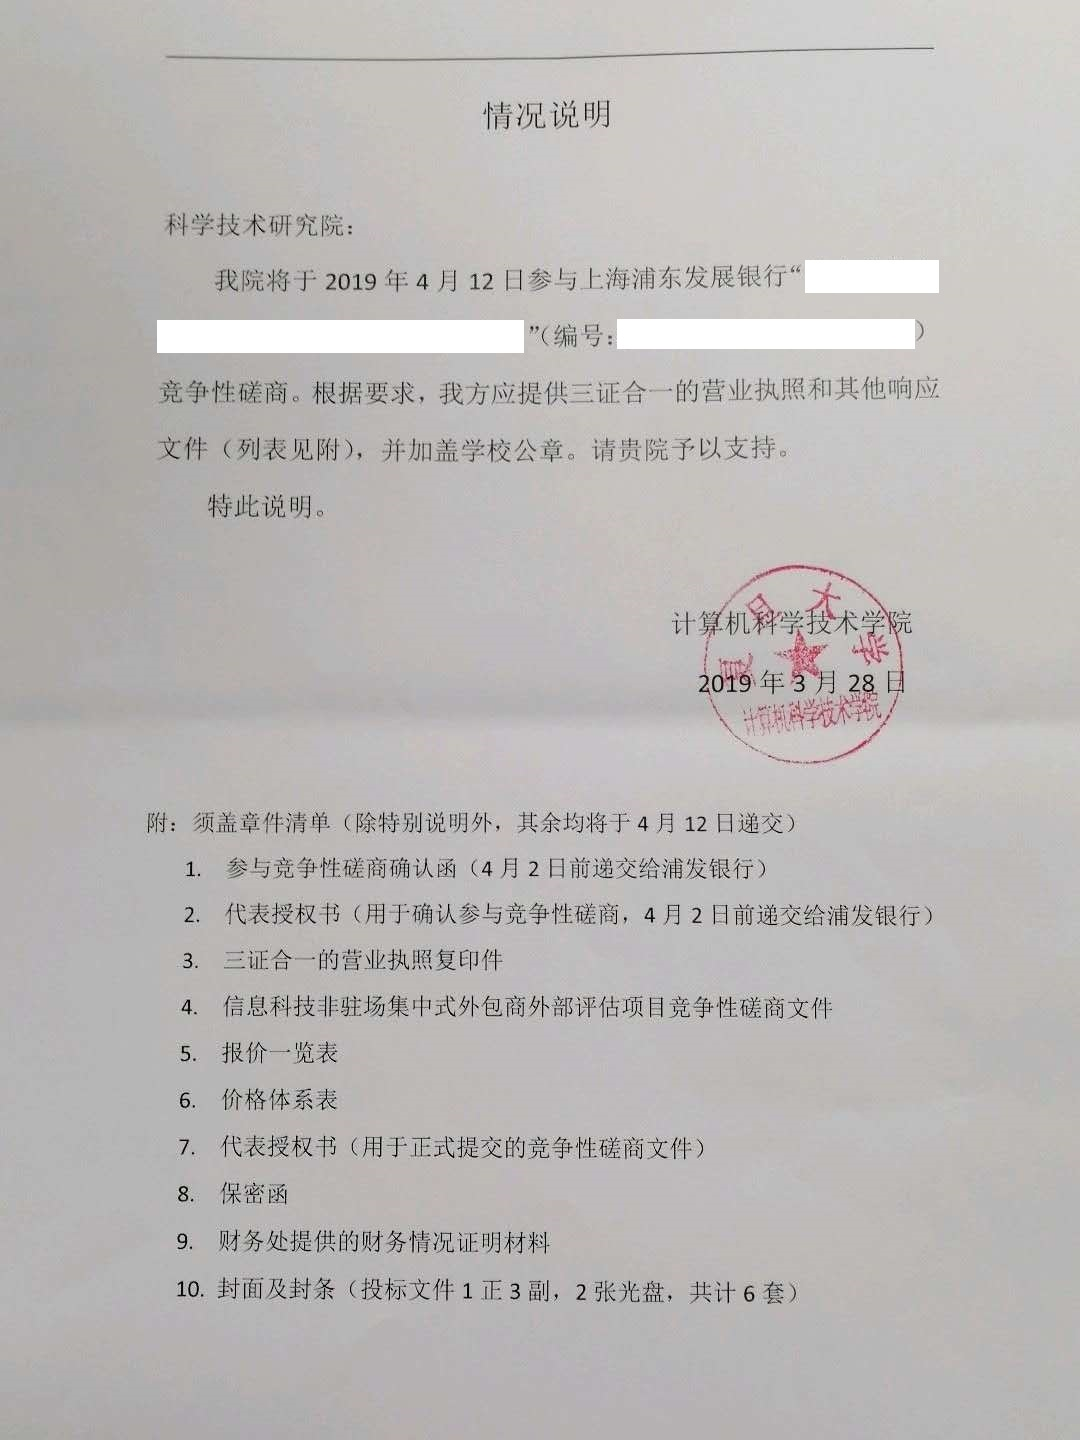 情况说明
科学技术研究院：
我院将于 2019 年 4 月 12 日参与上海浦东发展银行“
”（编号：）
竞争性磋商。根据要求，我方应提供三证合一的营业执照和其他响应
文件（列表见附），并加盖学校公章。请贵院予以支持。
特此说明。
计算机科学技术学院
2019 年 3 月 28 日
复旦大学
计算机科学技术学院
附：须盖章件清单（除特别说明外，其余均将于 4 月 12 日递交）
1. 参与竞争性磋商确认函（4 月 2 日前递交给浦发银行）
2. 代表授权书（用于确认参与竞争性磋商，4 月 2 日前递交给浦发银行）
3. 三证合一的营业执照复印件
4. 信息科技非驻场集中式外包商外部评估项目竞争性磋商文件
5. 报价一览表
6. 价格体系表
7. 代表授权书（用于正式提交的竞争性磋商文件）
8. 保密函
9. 财务处提供的财务情况证明材料
10. 封面及封条（投标文件 1 正 3 副，2 张光盘，共计 6 套）